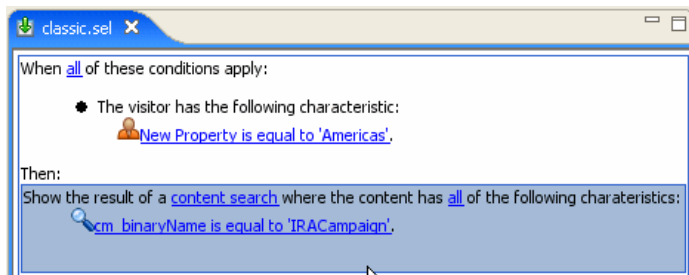 classic.sel
When all of these conditions apply:
The visitor has the following characteristic:
New Property is equal to 'Americas'.
Then:
Show the result of a content search where the content has all of the following charateristics:
cm_binaryName is equal to 'IRACampaign'.